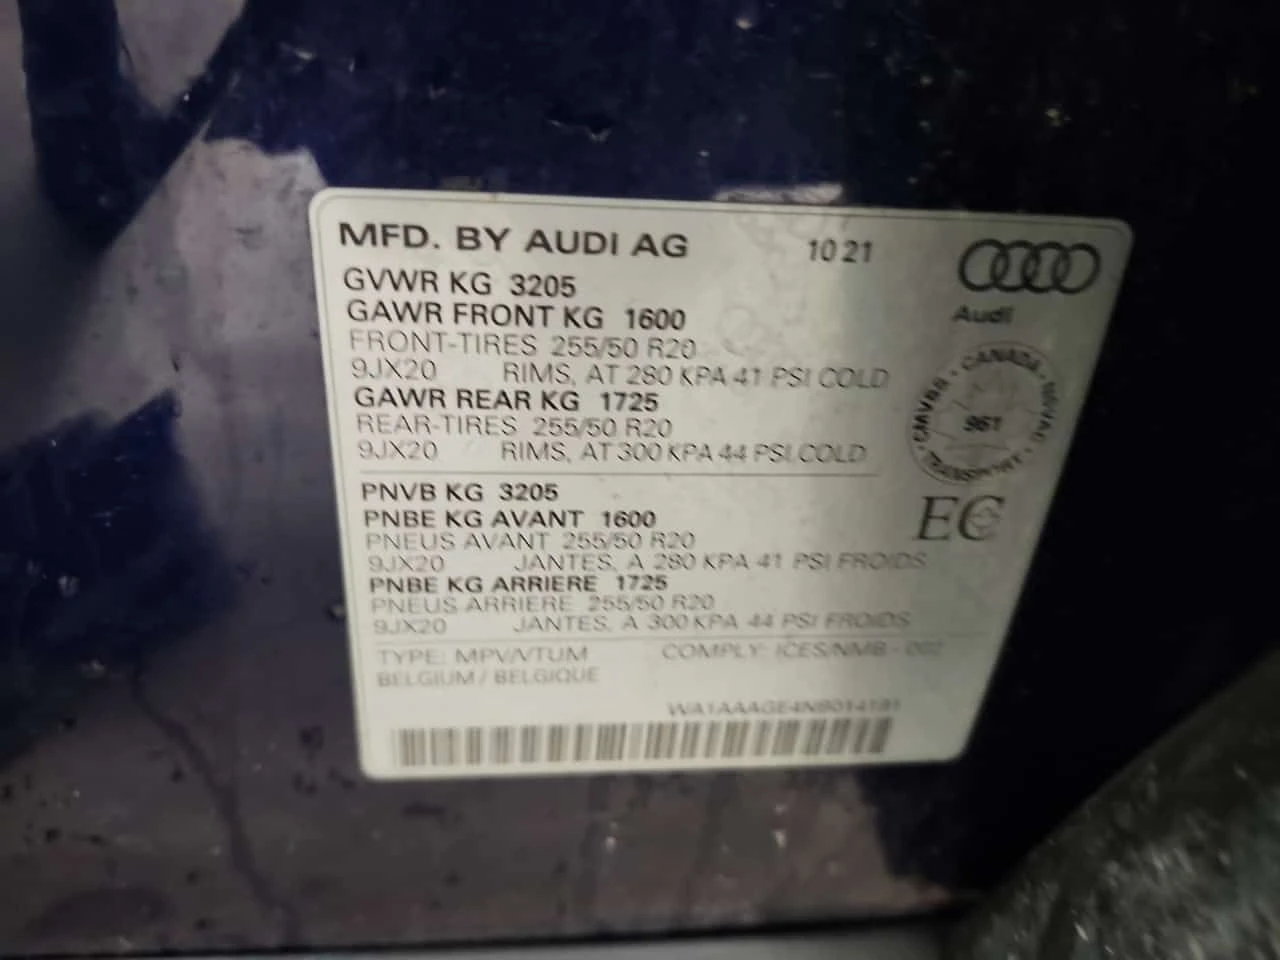 MFD. BY AUDI AG 10 21
GVWR KG 3205
GAWR FRONT KG 1600
FRONT-TIRES 255/50 R20
9JX20 RIMS, AT 280 KPA 41 PSI COLD
GAWR REAR KG 1725
REAR-TIRES 255/50 R20
9JX20 RIMS, AT 300 KPA 44 PSI COLD
Audi
CANADA · NSVAC · TRANSPORT · CMVSS
961
EC
PNVB KG 3205
PNBE KG AVANT 1600
PNEUS AVANT 255/50 R20
9JX20 JANTES, A 280 KPA 41 PSI FROIDS
PNBE KG ARRIERE 1725
PNEUS ARRIERE 255/50 R20
9JX20 JANTES, A 300 KPA 44 PSI FROIDS
TYPE: MPV/VTUM COMPLY: ICES/NMB - 002
BELGIUM / BELGIQUE